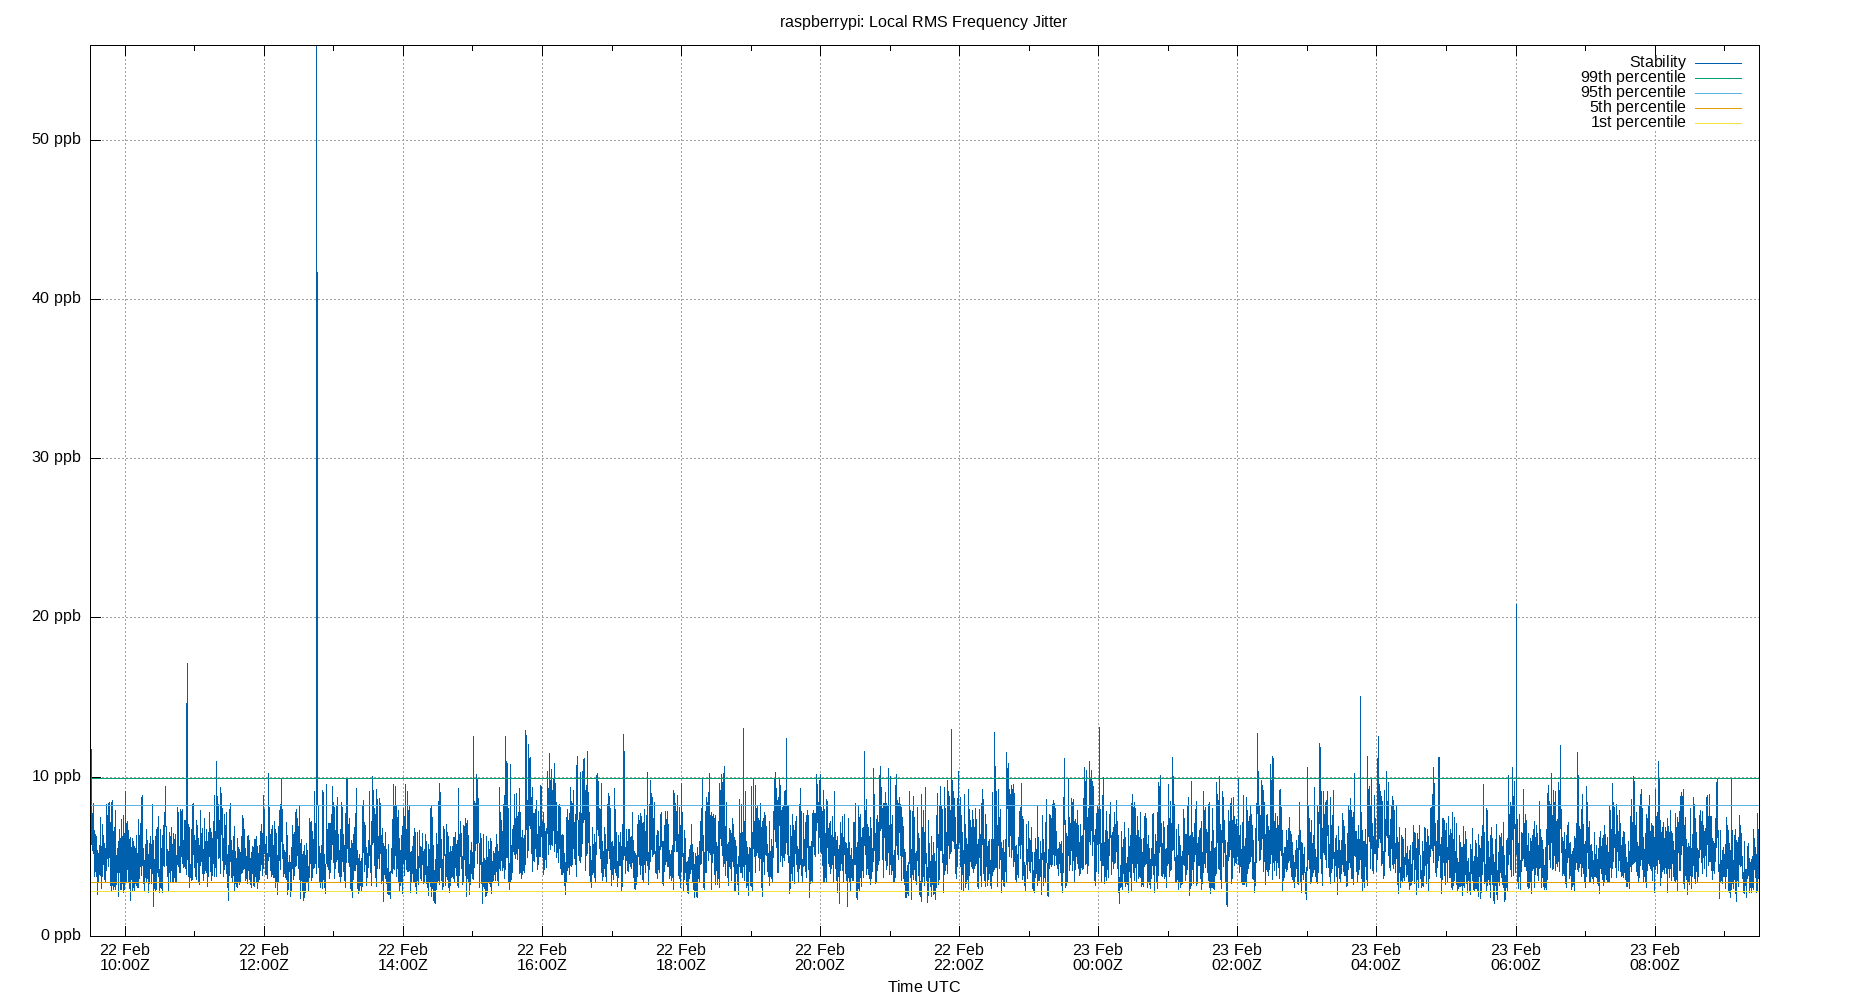 raspberrypi: Local RMS Frequency Jitter
Stability
99th percentile
95th percentile
5th percentile
1st percentile
50 ppb
40 ppb
30 ppb
20 ppb
10 ppb
0 ppb
22 Feb 22 Feb 22 Feb 22 Feb 22 Feb 22 Feb 22 Feb 23 Feb 23 Feb 23 Feb 23 Feb 23 Feb
10:00Z 12:00Z 14:00Z 16:00Z 18:00Z 20:00Z 22:00Z 00:00Z 02:00Z 04:00Z 06:00Z 08:00Z
Time UTC